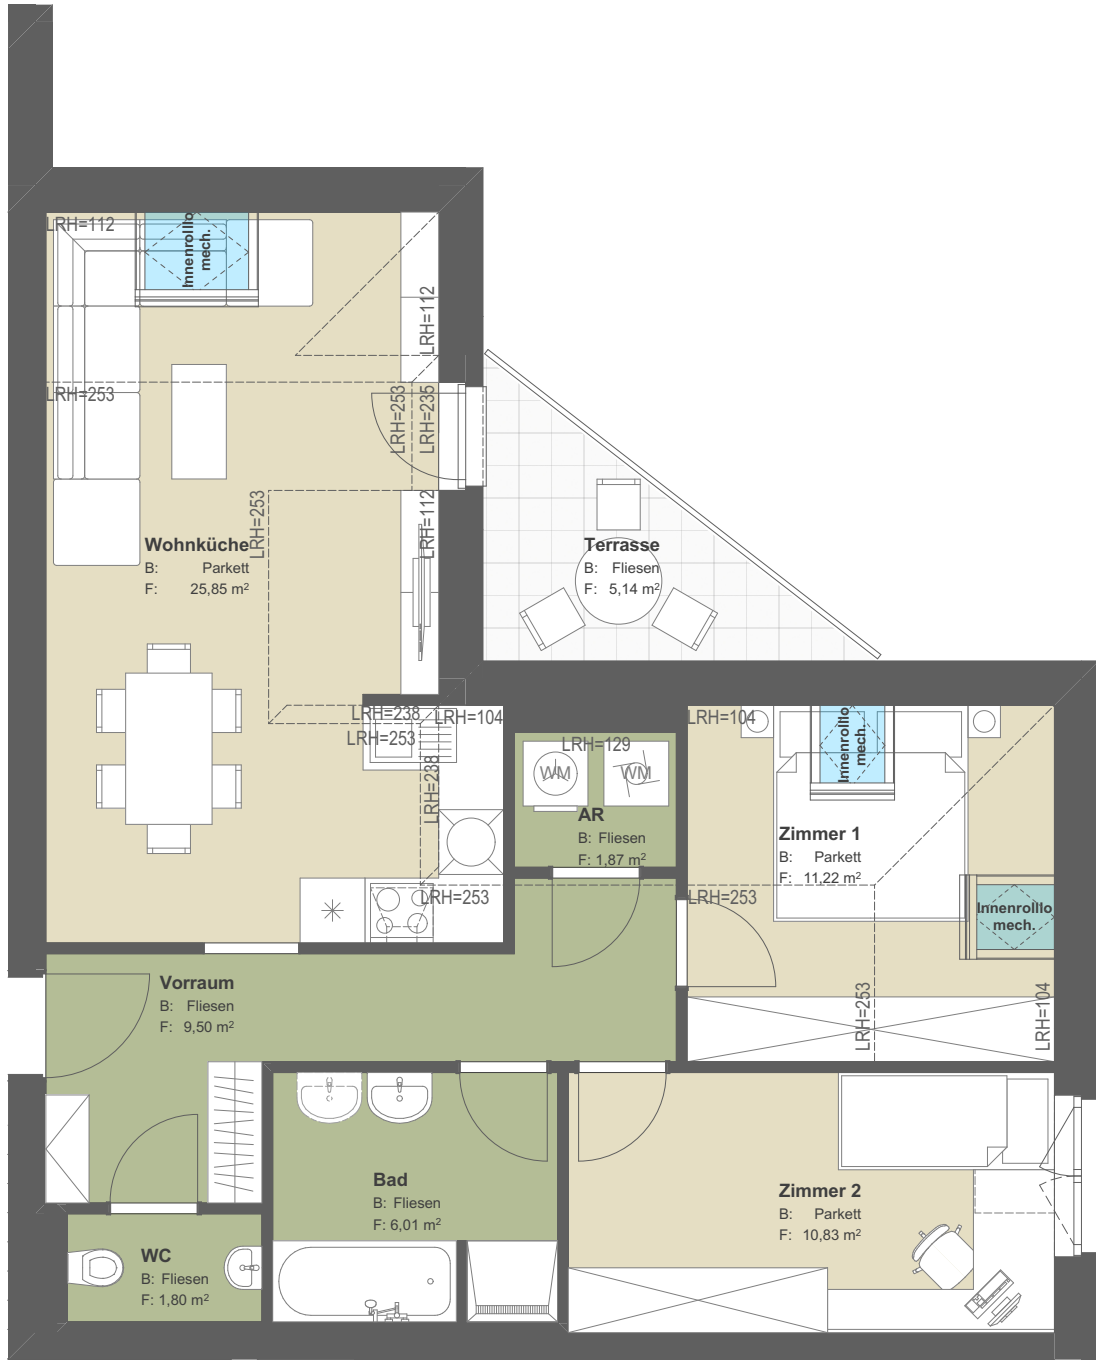 LRH=112
Innenrolllo
mech.
LRH=112
LRH=253
LRH=253
LRH=235
LRH=253
LRH=112
Wohnküche
B: Parkett
F: 25,85 m²
Terrasse
B: Fliesen
F: 5,14 m²
LRH=238
LRH=104
LRH=253
LRH=238
LRH=129
WM
WM
AR
B: Fliesen
F: 1,87 m²
LRH=104
Innenrolllo
mech.
Zimmer 1
B: Parkett
F: 11,22 m²
LRH=253
LRH=253
Innenrolllo
mech.
LRH=253
LRH=104
Vorraum
B: Fliesen
F: 9,50 m²
Bad
B: Fliesen
F: 6,01 m²
Zimmer 2
B: Parkett
F: 10,83 m²
WC
B: Fliesen
F: 1,80 m²